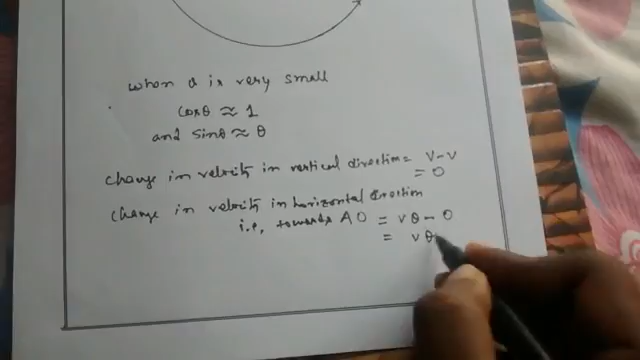 when θ is very small
cosθ ≈ 1
and sinθ ≈ θ
change in velocity in vertical direction = v-v
= 0
change in velocity in horizontal direction
i.e, towards AO = vθ - 0
= vθ